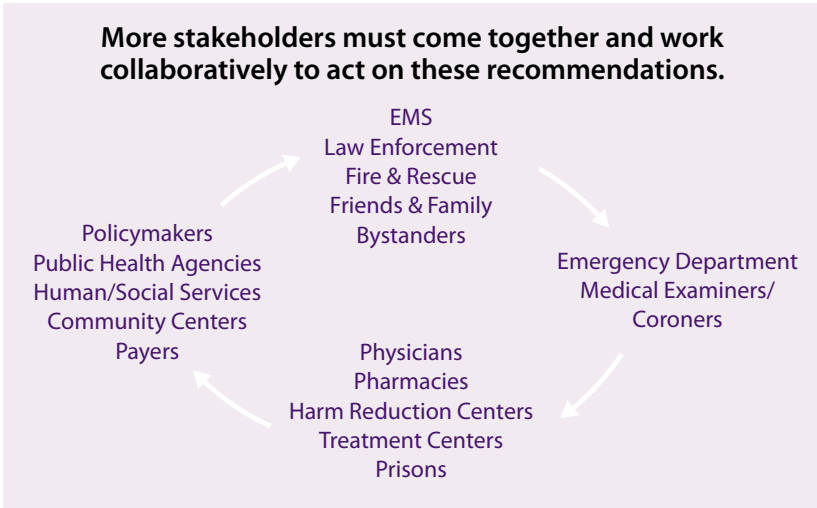 More stakeholders must come together and work
collaboratively to act on these recommendations.
EMS
Law Enforcement
Fire & Rescue
Friends & Family
Bystanders
Emergency Department
Medical Examiners/
Coroners
Physicians
Pharmacies
Harm Reduction Centers
Treatment Centers
Prisons
Policymakers
Public Health Agencies
Human/Social Services
Community Centers
Payers